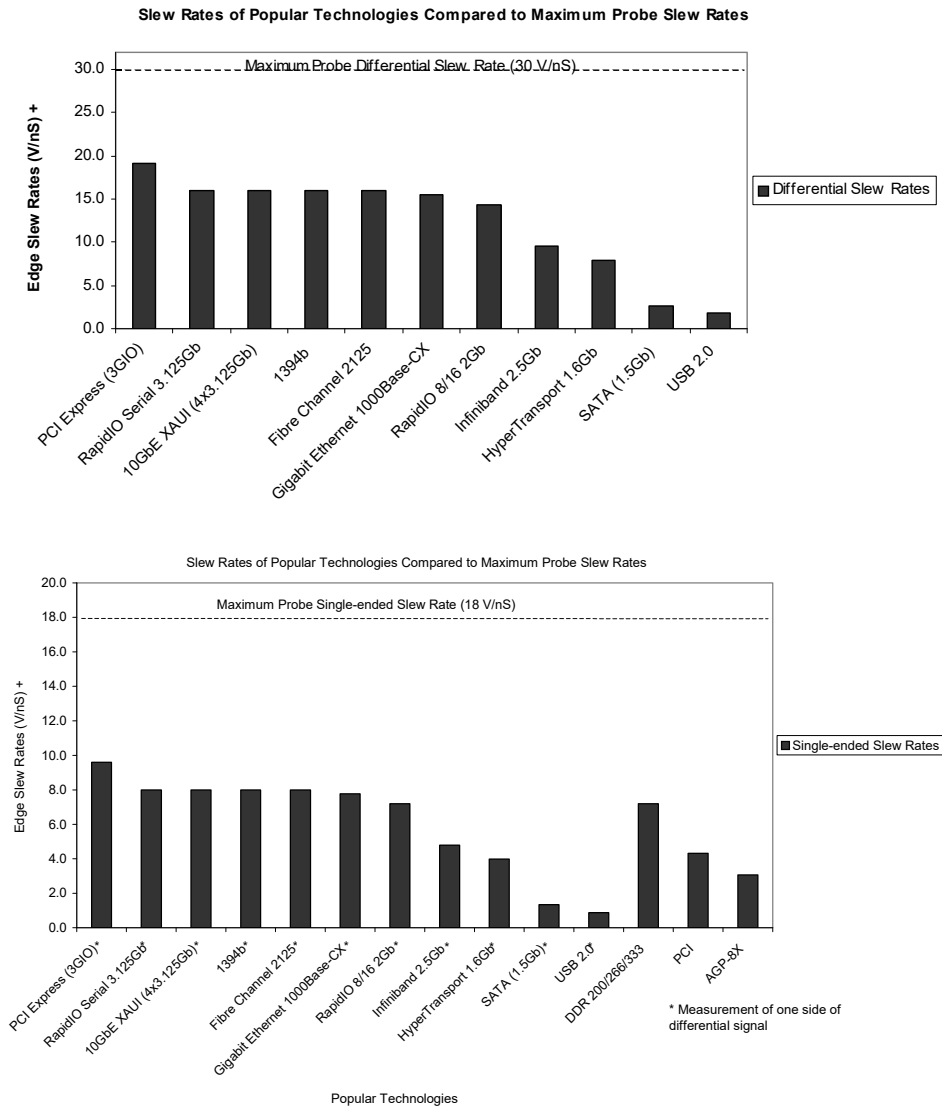 Slew Rates of Popular Technologies Compared to Maximum Probe Slew Rates
Maximum Probe Differential Slew Rate (30 V/nS)
Edge Slew Rates (V/nS) +
30.0
25.0
20.0
15.0
10.0
5.0
0.0
Differential Slew Rates
PCI Express (3GIO)
RapidIO Serial 3.125Gb
10GbE XAUI (4x3.125Gb)
1394b
Fibre Channel 2125
Gigabit Ethernet 1000Base-CX
RapidIO 8/16 2Gb
Infiniband 2.5Gb
HyperTransport 1.6Gb
SATA (1.5Gb)
USB 2.0
Slew Rates of Popular Technologies Compared to Maximum Probe Slew Rates
Maximum Probe Single-ended Slew Rate (18 V/nS)
Edge Slew Rates (V/nS) +
20.0
18.0
16.0
14.0
12.0
10.0
8.0
6.0
4.0
2.0
0.0
Single-ended Slew Rates
PCI Express (3GIO)*
RapidIO Serial 3.125Gb*
10GbE XAUI (4x3.125Gb)*
1394b*
Fibre Channel 2125*
Gigabit Ethernet 1000Base-CX*
RapidIO 8/16 2Gb*
Infiniband 2.5Gb*
HyperTransport 1.6Gb*
SATA (1.5Gb)*
USB 2.0*
DDR 200/266/333
PCI
AGP-8X
* Measurement of one side of
differential signal
Popular Technologies